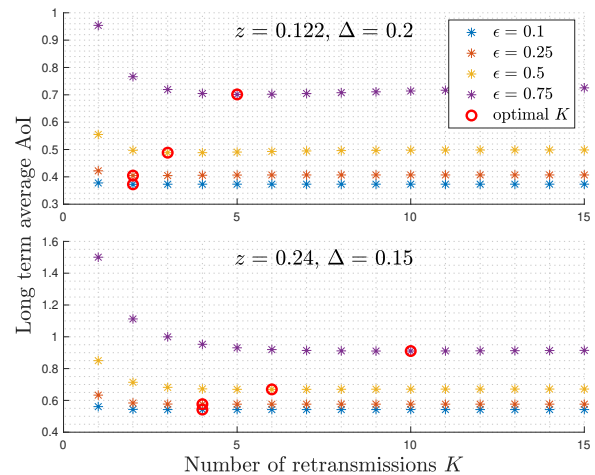 z = 0.122, Δ = 0.2
ϵ = 0.1
ϵ = 0.25
ϵ = 0.5
ϵ = 0.75
optimal K
1
0.9
0.8
0.7
0.6
0.5
0.4
0.3
0 5 10 15
Long term average AoI
z = 0.24, Δ = 0.15
1.6
1.4
1.2
1
0.8
0.6
0.4
0 5 10 15
Number of retransmissions K